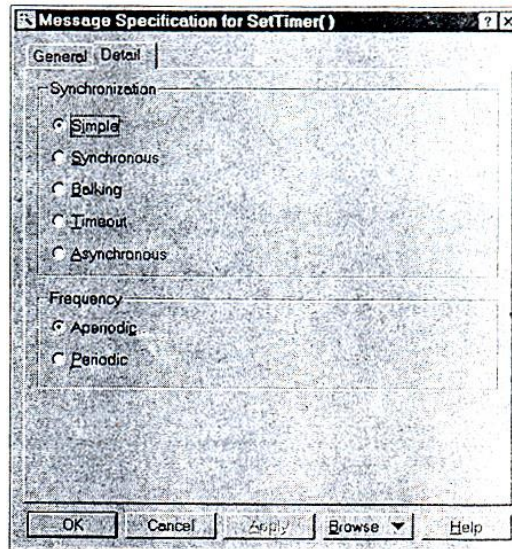 Message Specification for SetTimer()
General Detail
Synchronization
Simple
Synchronous
Balking
Timeout
Asynchronous
Frequency
Aperiodic
Periodic
OK Cancel Apply Browse Help